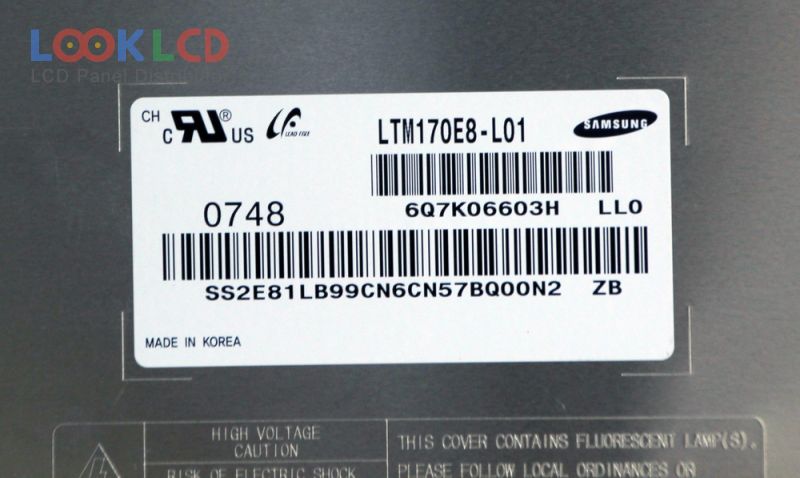 LOOKLCD
LCD Panel Distributor
CH
C RU ® US
LEAD FREE
LTM170E8-L01
SAMSUNG
0748
6Q7K06603H LL0
SS2E81LB99CN6CN57BQ00N2 ZB
MADE IN KOREA
HIGH VOLTAGE
CAUTION
RISK OF ELECTRIC SHOCK
THIS COVER CONTAINS FLUORESCENT LAMP(S).
PLEASE FOLLOW LOCAL ORDINANCES OR